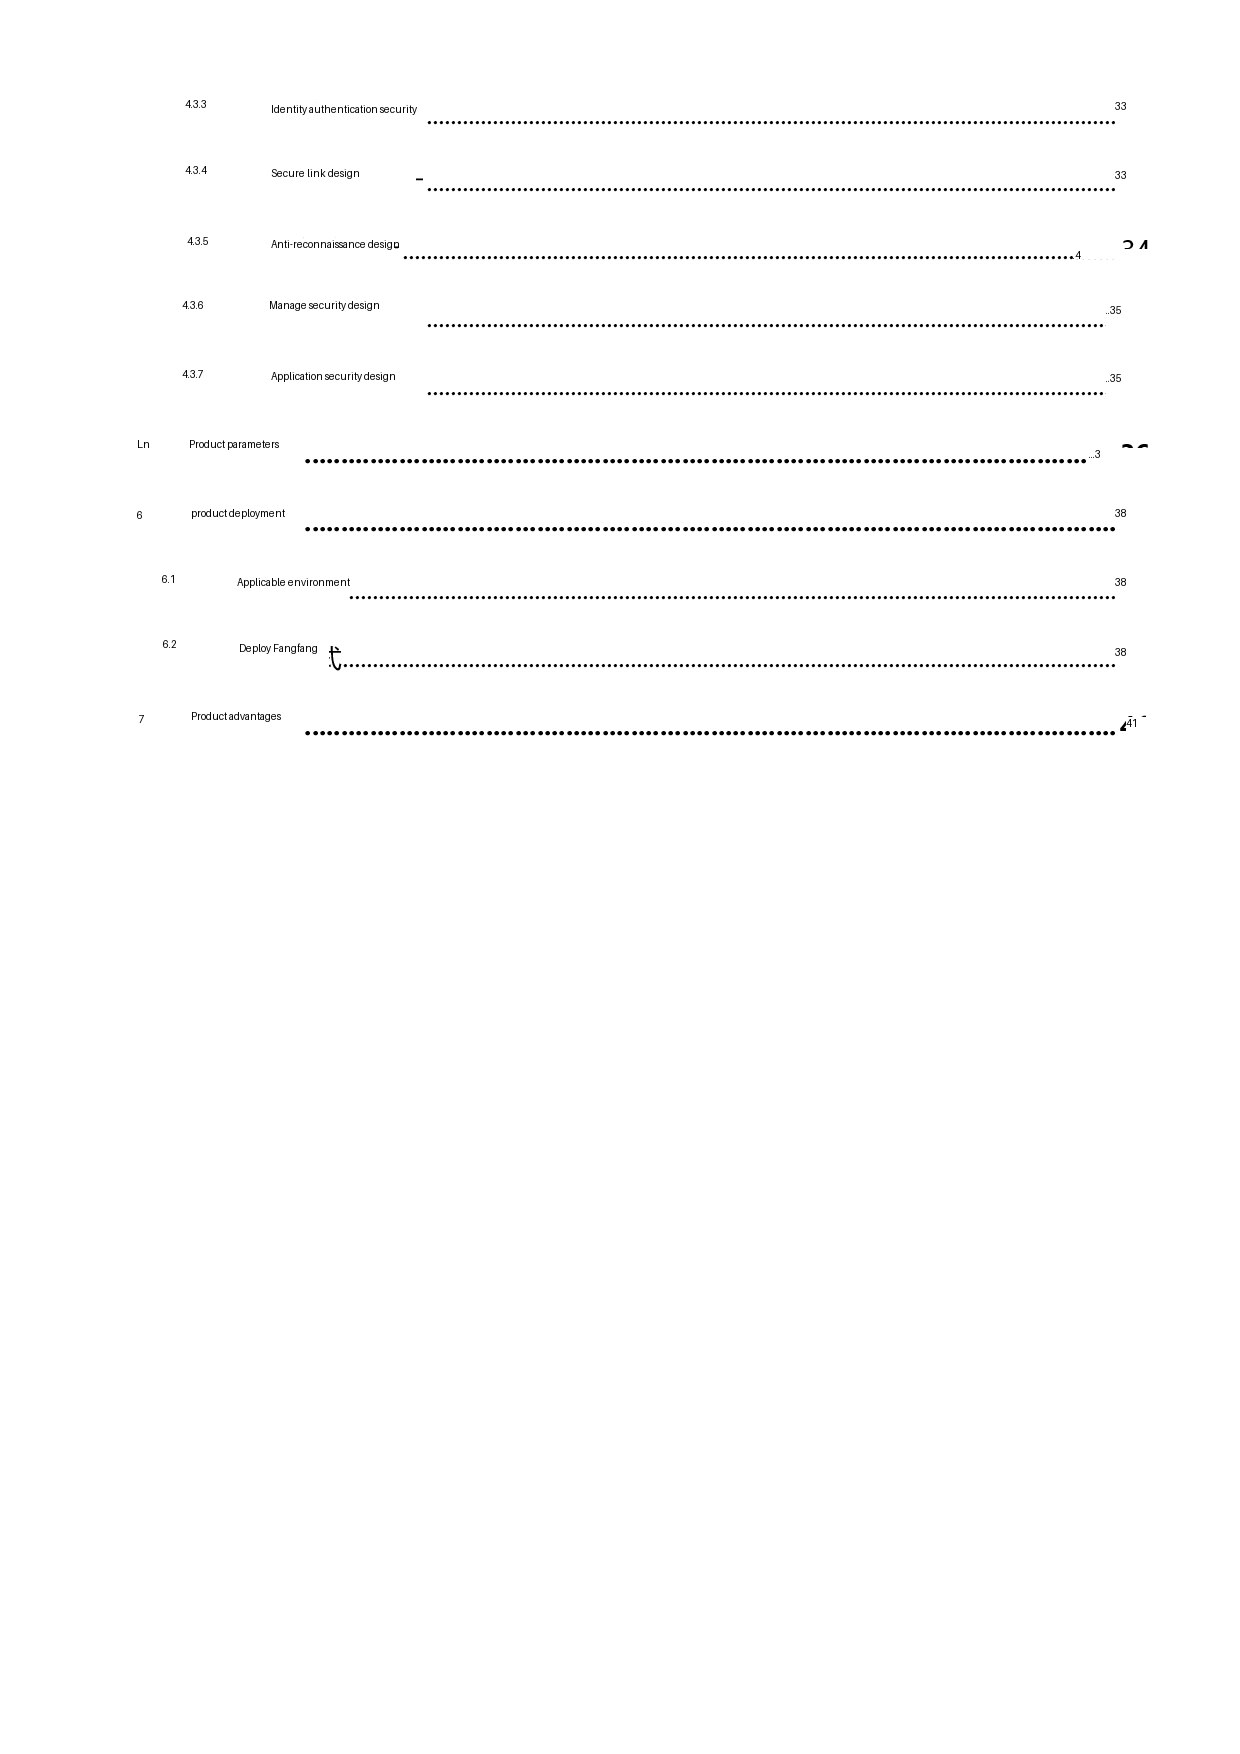 4.3.3 Identity authentication security ........ 33
4.3.4 Secure link design ........ 33
4.3.5 Anti-reconnaissance design ........ 4
4.3.6 Manage security design ........ ..35
4.3.7 Application security design ........ ..35
Ln Product parameters ........ ...3
6 product deployment ........ 38
6.1 Applicable environment ........ 38
6.2 Deploy Fangfang ........ 38
7 Product advantages ........ 41